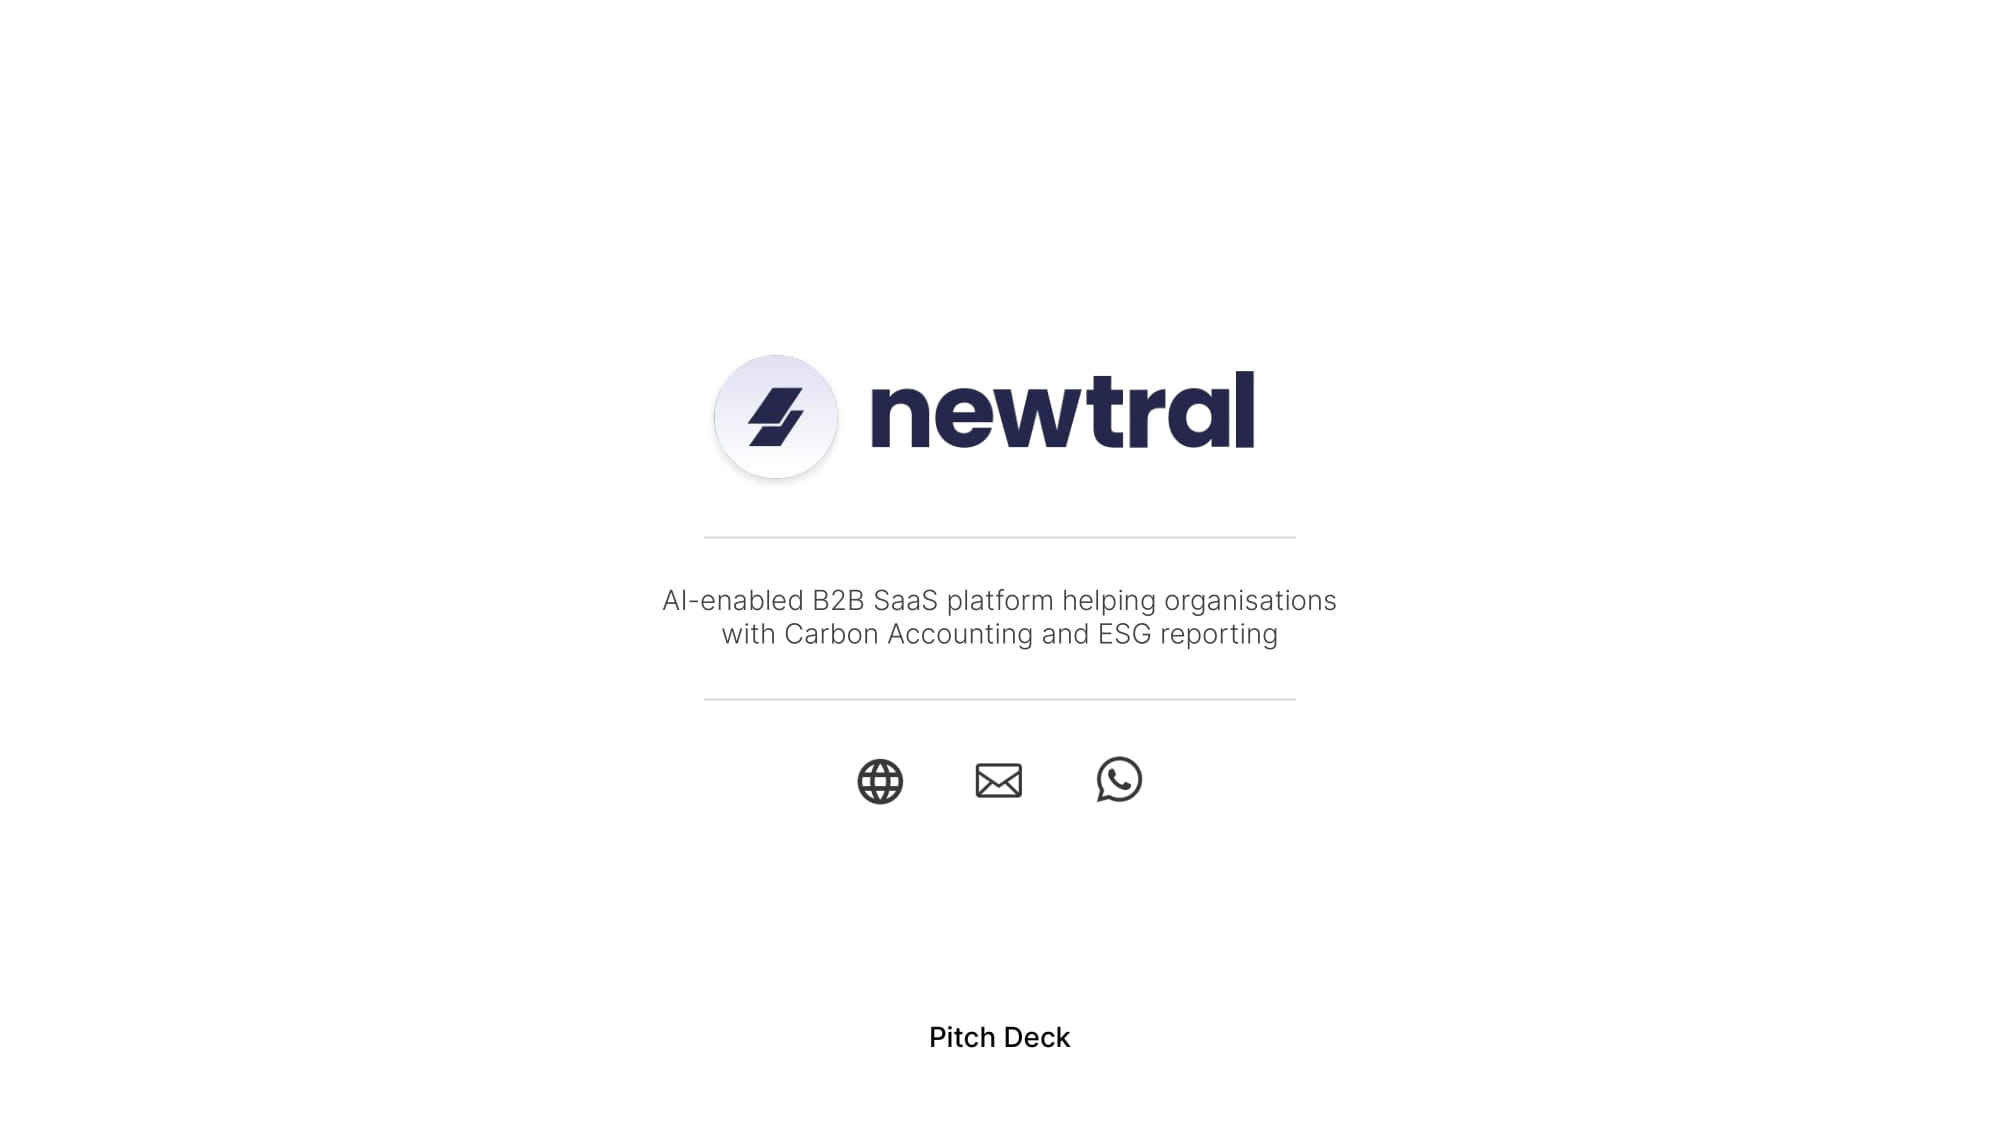 newtral
AI-enabled B2B SaaS platform helping organisations
with Carbon Accounting and ESG reporting
Pitch Deck